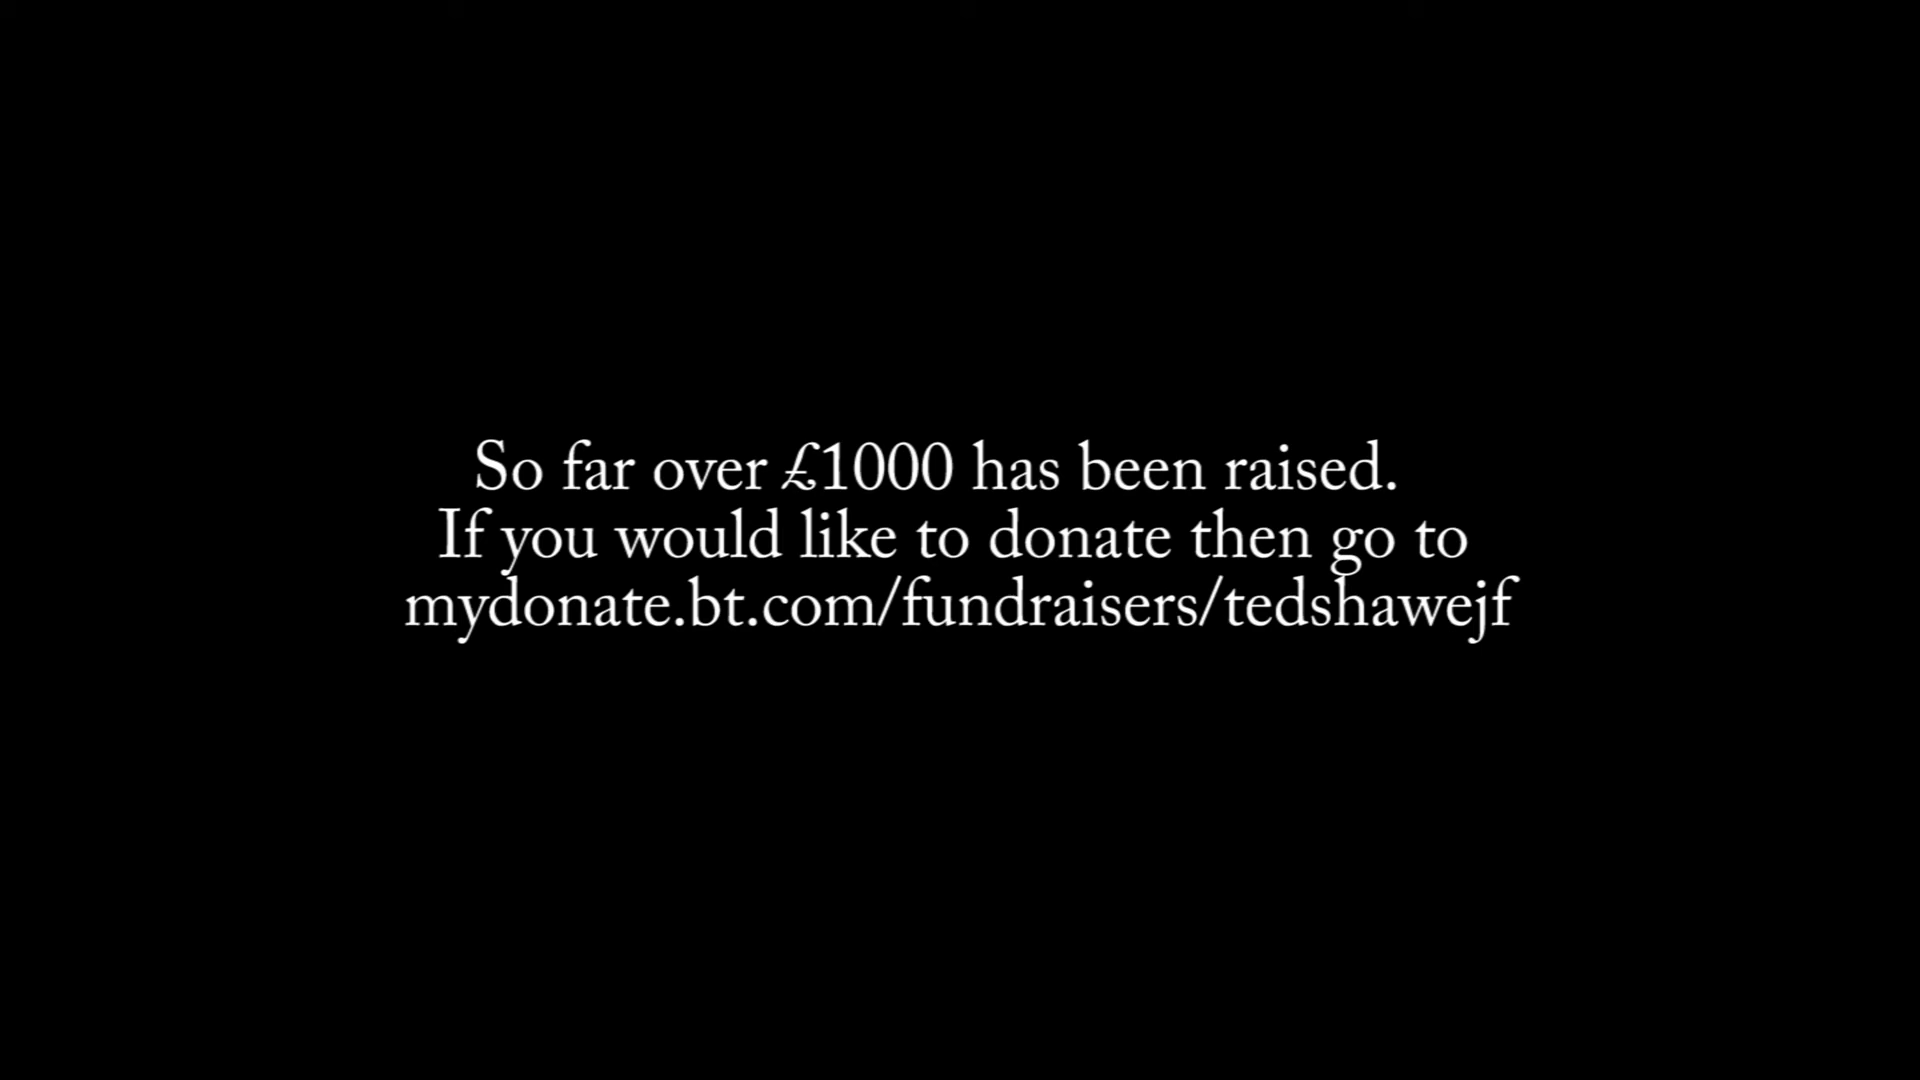 So far over £1000 has been raised.
If you would like to donate then go to
mydonate.bt.com/fundraisers/tedshawejf